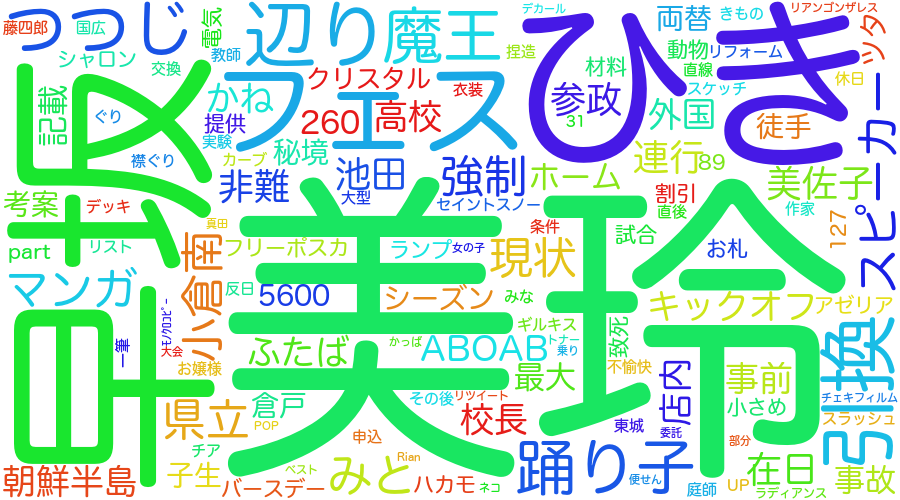 藤四郎
国広
つつじ
電気
辺り
魔王
デカール
両替
きもの
リアンゴンザレス
ひき
シャロン
教師
交換
捏造
動物
リフォーム
ツタ
早坂
記載
ぐり
かね
フェス
クリスタル
衣装
材料
直線
スケッチ
休日
提供
260
高校
参政
31
外国
徒手
実験
秘境
カーブ
襟ぐり
非難
池田
強制
連行
89
大型
セイントスノー
ホーム
割引
美佐子
スピーカー
考案
デッキ
直後
作家
真田
条件
試合
127
part
リスト
南
フリーポスカ
ランプ
女の子
現状
お札
マンガ
反日
5600
シーズン
みな
キックオフ
アゼリア
小倉
美玲
ギルキス
致死
引換
一筆
ﾓﾉｸﾛｺﾋﾟｰ
大会
ふたば
かっぱ
ABOAB
トナー
乗り
お嬢様
最大
不愉快
店内
事前
チェキフィルム
県立
倉戸
その後
リツイート
小さめ
POP
校長
東城
委託
スラッシュ
チア
申込
踊り子
部分
朝鮮半島
子生
ベスト
Rian
みと
在日
バースデー
ハカモ
ネコ
便せん
庭師
UP
ラディアンス
事故